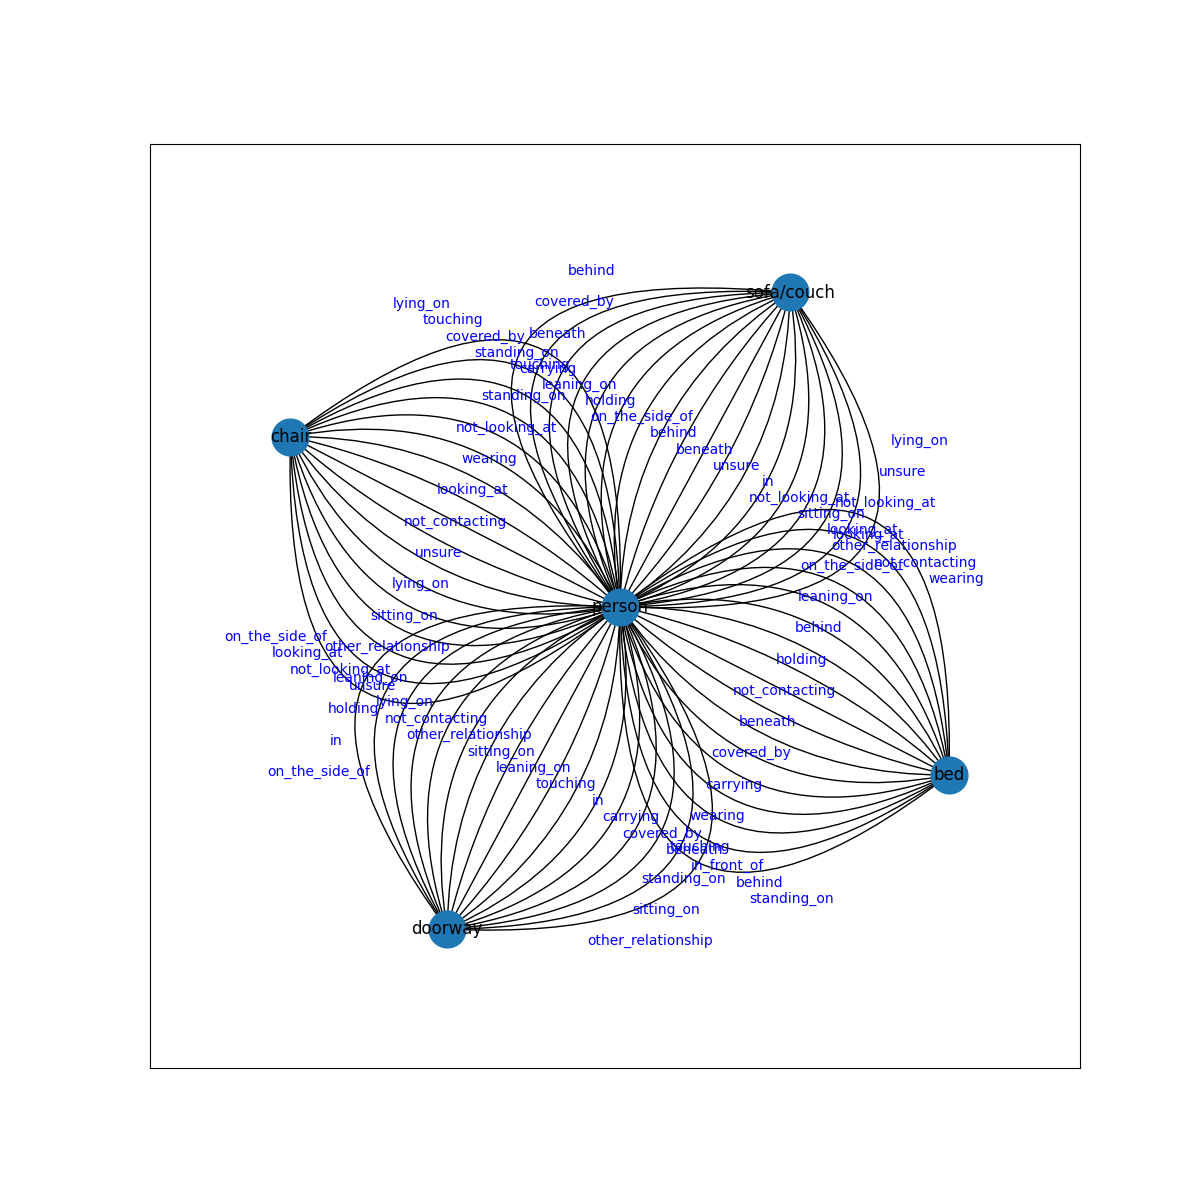 behind
sofa/couch
covered_by
lying_on
touching
beneath
covered_by
standing_on
touching
carrying
leaning_on
standing_on
holding
on_the_side_of
not_looking_at
behind
chair
lying_on
beneath
wearing
unsure
unsure
in
looking_at
not_looking_at
not_looking_at
sitting_on
not_contacting
looking_at
looking_at
other_relationship
unsure
not_contacting
on_the_side_of
wearing
lying_on
leaning_on
person
sitting_on
behind
on_the_side_of
other_relationship
looking_at
holding
not_looking_at
leaning_on
unsure
not_contacting
lying_on
holding
not_contacting
beneath
other_relationship
in
sitting_on
covered_by
leaning_on
on_the_side_of
bed
touching
carrying
in
carrying
wearing
covered_by
touching
beneath
in_front_of
standing_on
behind
standing_on
sitting_on
doorway
other_relationship